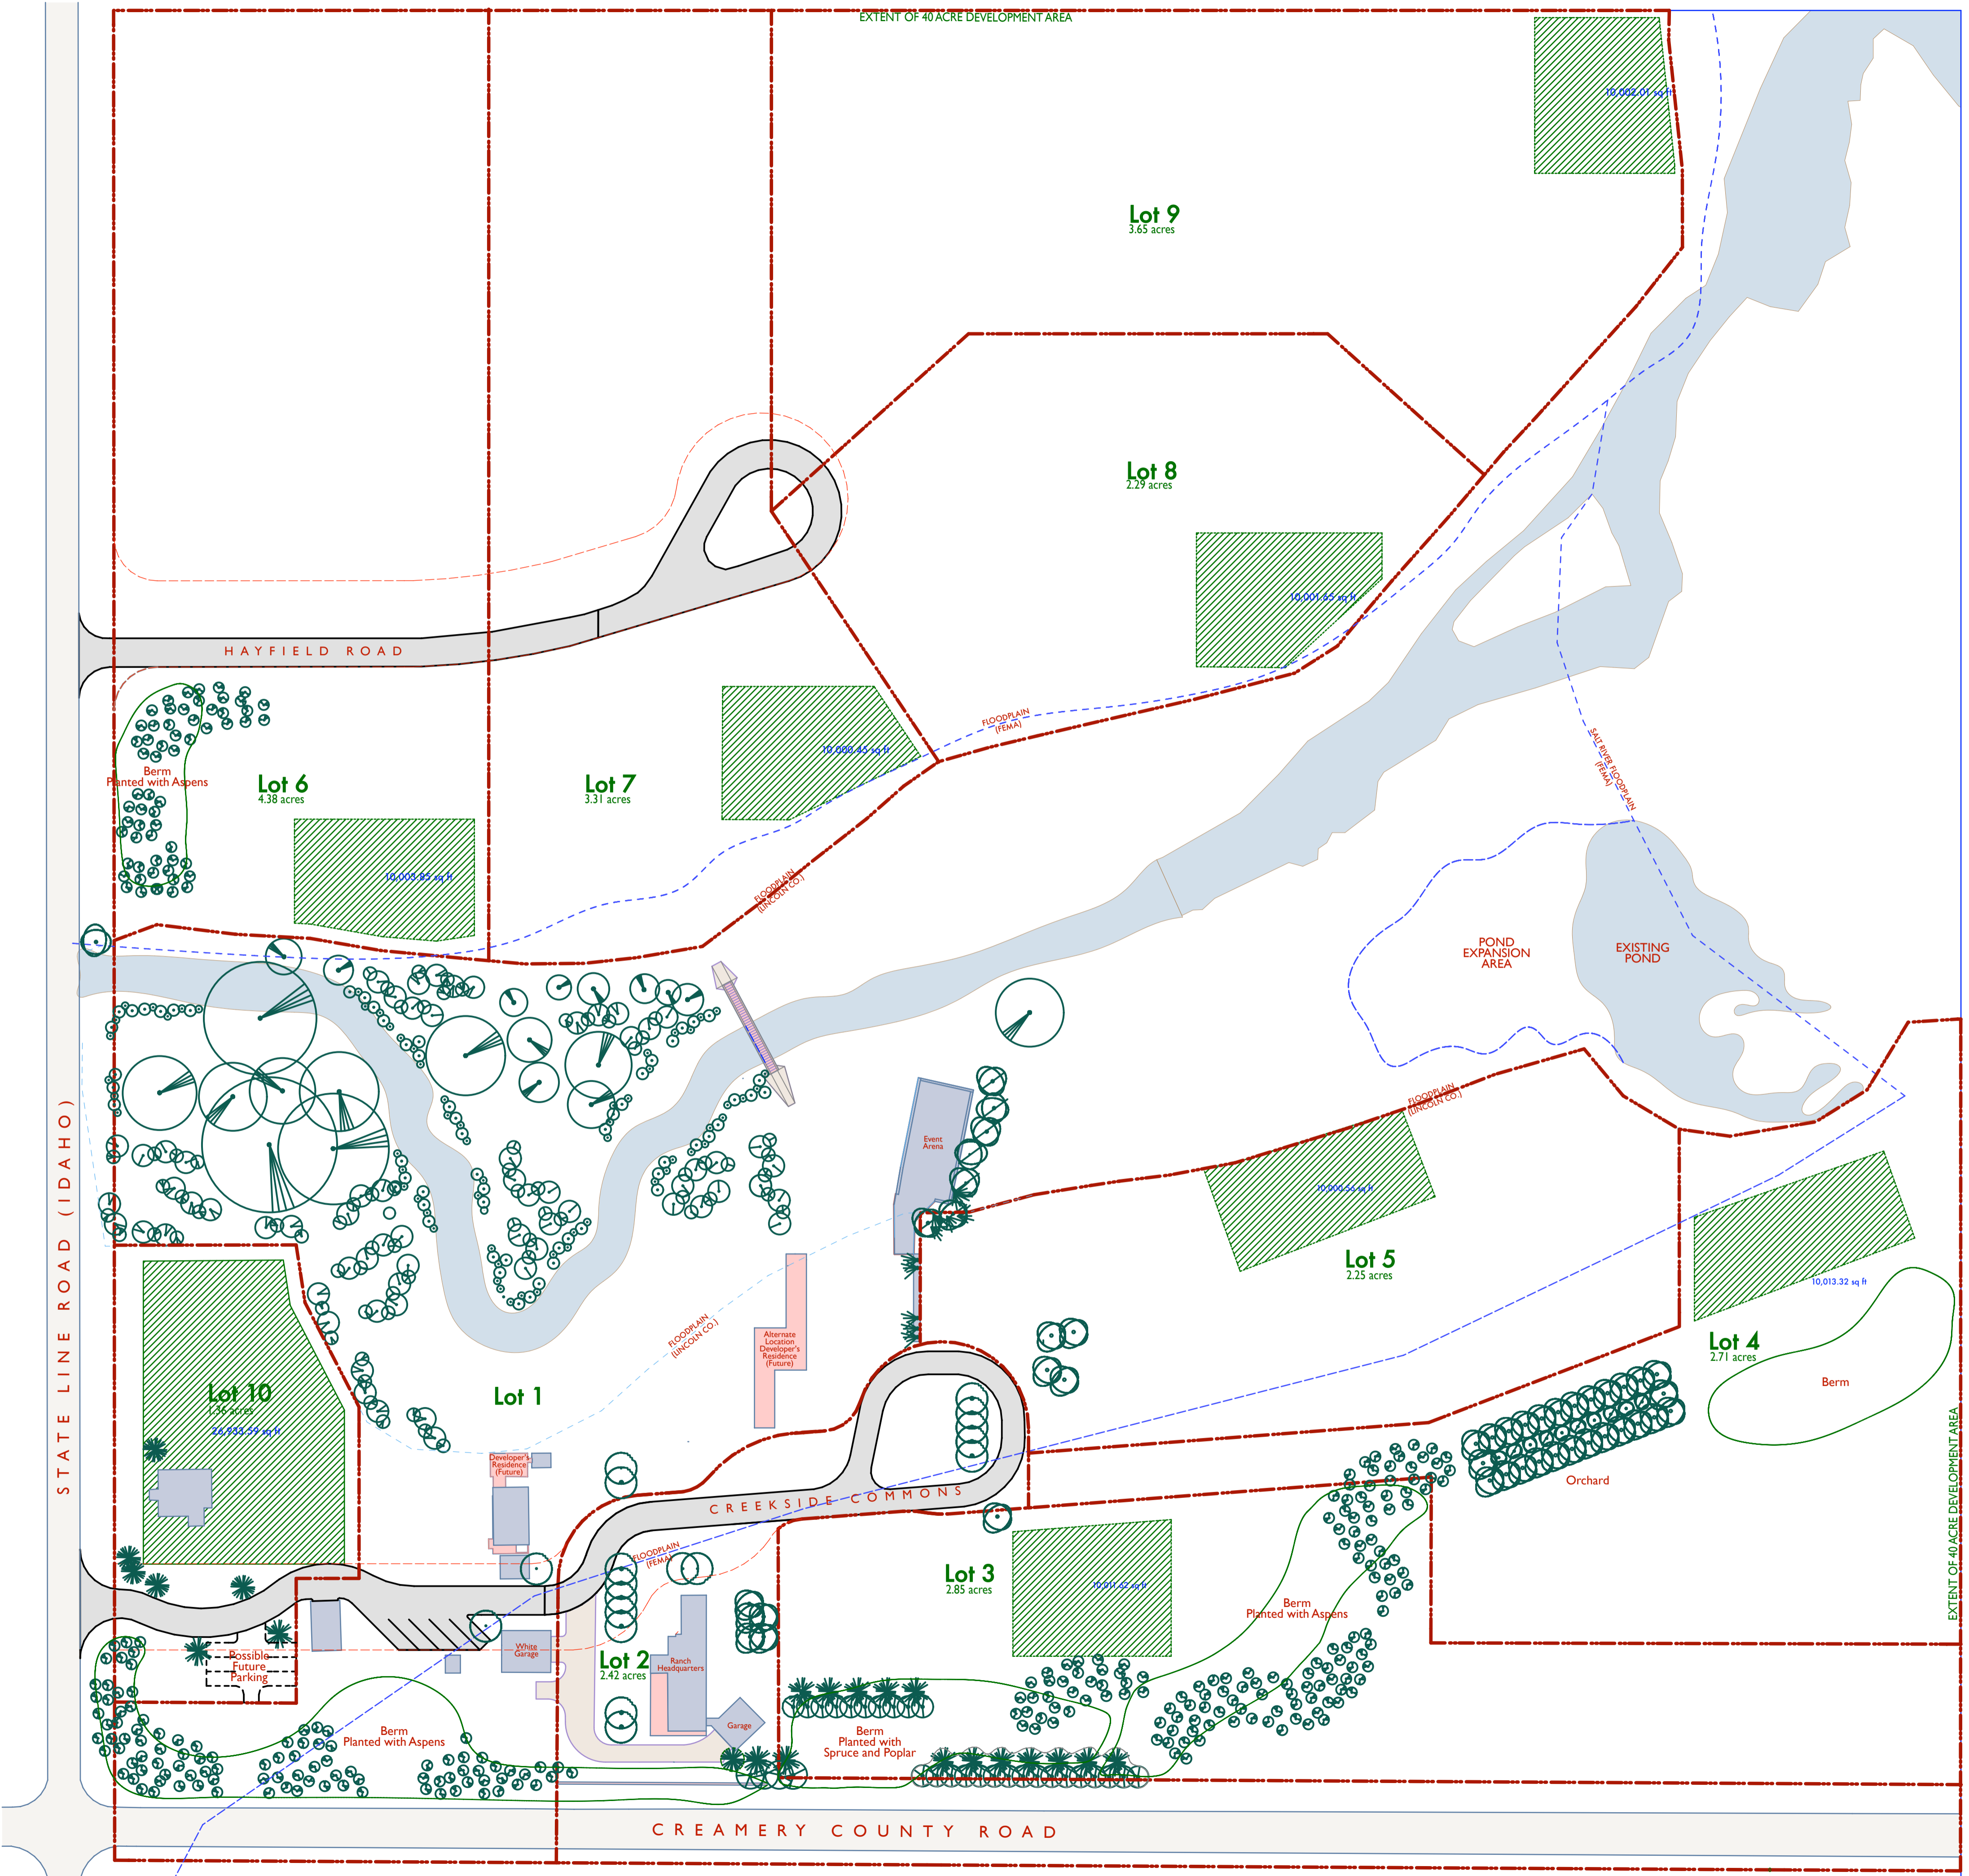 EXTENT OF 40 ACRE DEVELOPMENT AREA
10,002.01 sq ft
Lot 9
3.65 acres
Lot 8
2.29 acres
10,001.65 sq ft
HAYFIELD ROAD
FLOODPLAIN
(FEMA)
SALT RIVER FLOODPLAIN
(FEMA)
10,000.45 sq ft
Berm
Planted with Aspens
Lot 6
4.38 acres
Lot 7
3.31 acres
10,003.85 sq ft
FLOODPLAIN
(LINCOLN CO.)
POND
EXPANSION
AREA
EXISTING
POND
FLOODPLAIN
(LINCOLN CO.)
Event
Arena
10,000.56 sq ft
Lot 5
2.25 acres
10,013.32 sq ft
Lot 4
2.71 acres
Berm
FLOODPLAIN
(LINCOLN CO.)
Alternate
Location
Developer's
Residence
(Future)
STATE LINE ROAD (IDAHO)
Lot 10
1.36 acres
26,933.59 sq ft
Lot 1
Developer's
Residence
(Future)
CREEKSIDE COMMONS
Orchard
EXTENT OF 40 ACRE DEVELOPMENT AREA
FLOODPLAIN
(FEMA)
Lot 3
2.85 acres
10,011.62 sq ft
Berm
Planted with Aspens
White
Garage
Lot 2
2.42 acres
Ranch
Headquarters
Possible
Future
Parking
Garage
Berm
Planted with Aspens
Berm
Planted with
Spruce and Poplar
CREAMERY COUNTY ROAD